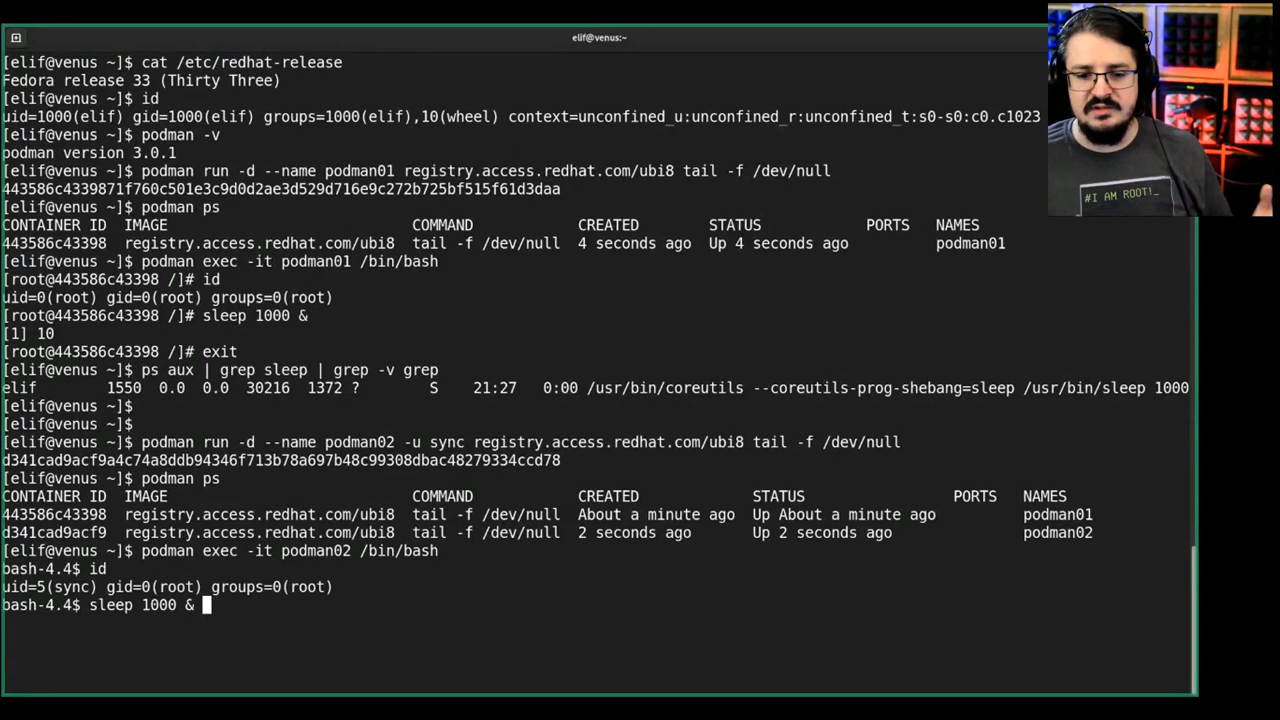 elif@venus:~
[elif@venus ~]$ cat /etc/redhat-release
Fedora release 33 (Thirty Three)
[elif@venus ~]$ id
uid=1000(elif) gid=1000(elif) groups=1000(elif),10(wheel) context=unconfined_u:unconfined_r:unconfined_t:s0-s0:c0.c1023
[elif@venus ~]$ podman -v
podman version 3.0.1
[elif@venus ~]$ podman run -d --name podman01 registry.access.redhat.com/ubi8 tail -f /dev/null
443586c4339871f760c501e3c9d0d2ae3d529d716e9c272b725bf515f61d3daa
[elif@venus ~]$ podman ps
CONTAINER ID  IMAGE                            COMMAND            CREATED        STATUS            PORTS   NAMES
443586c43398  registry.access.redhat.com/ubi8  tail -f /dev/null  4 seconds ago  Up 4 seconds ago          podman01
[elif@venus ~]$ podman exec -it podman01 /bin/bash
[root@443586c43398 /]# id
uid=0(root) gid=0(root) groups=0(root)
[root@443586c43398 /]# sleep 1000 &
[1] 10
[root@443586c43398 /]# exit
[elif@venus ~]$ ps aux | grep sleep | grep -v grep
elif        1550  0.0  0.0  30216  1372 ?        S    21:27   0:00 /usr/bin/coreutils --coreutils-prog-shebang=sleep /usr/bin/sleep 1000
[elif@venus ~]$
[elif@venus ~]$
[elif@venus ~]$ podman run -d --name podman02 -u sync registry.access.redhat.com/ubi8 tail -f /dev/null
d341cad9acf9a4c74a8ddb94346f713b78a697b48c99308dbac48279334ccd78
[elif@venus ~]$ podman ps
CONTAINER ID  IMAGE                            COMMAND            CREATED             STATUS                 PORTS   NAMES
443586c43398  registry.access.redhat.com/ubi8  tail -f /dev/null  About a minute ago  Up About a minute ago          podman01
d341cad9acf9  registry.access.redhat.com/ubi8  tail -f /dev/null  2 seconds ago       Up 2 seconds ago               podman02
[elif@venus ~]$ podman exec -it podman02 /bin/bash
bash-4.4$ id
uid=5(sync) gid=0(root) groups=0(root)
bash-4.4$ sleep 1000 &
#I AM ROOT!_